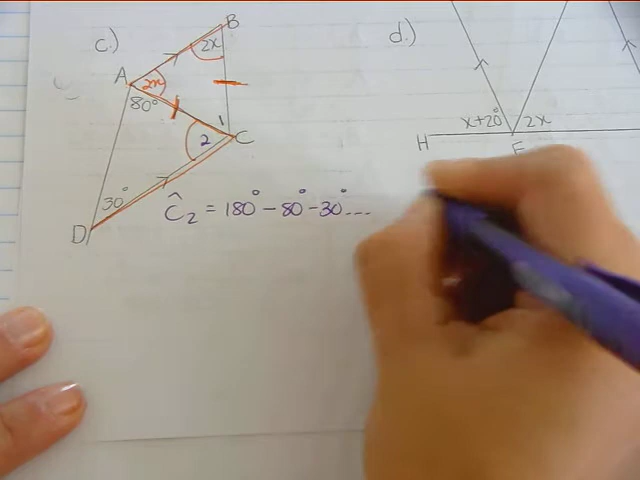 c.)
B
2x
A
2x
80°
1
C
2
30°
D
Ĉ₂ = 180° - 80° - 30° ...
d.)
x+20°
2x
H